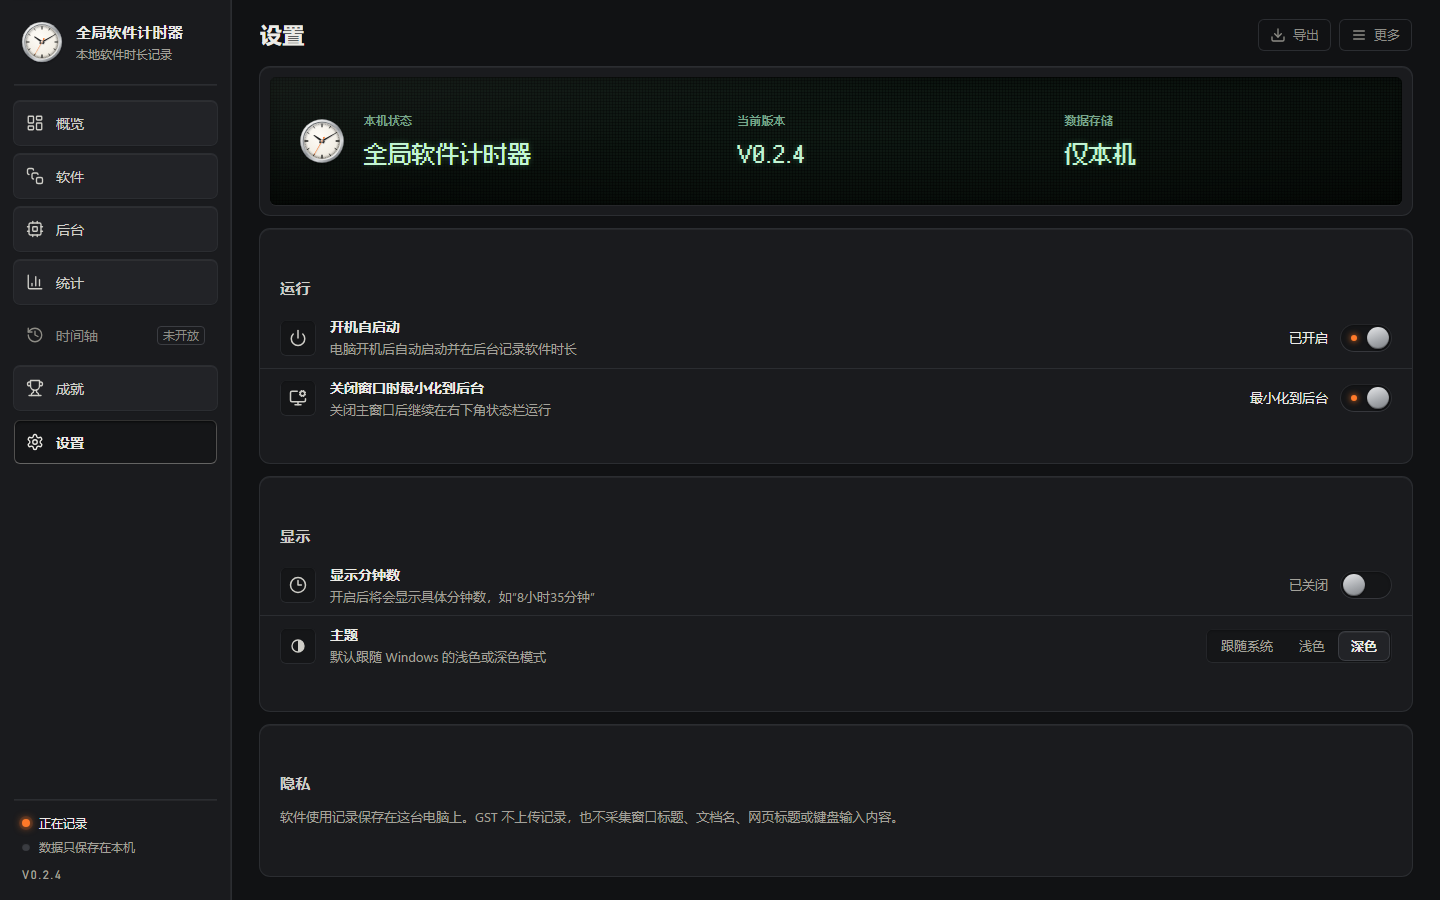 全局软件计时器
本地软件时长记录
概览
软件
后台
统计
时间轴 未开放
成就
设置
正在记录
数据只保存在本机
V0.2.4
设置
导出
更多
本机状态
全局软件计时器
当前版本
V0.2.4
数据存储
仅本机
运行
开机自启动
电脑开机后自动启动并在后台记录软件时长
已开启
关闭窗口时最小化到后台
关闭主窗口后继续在右下角状态栏运行
最小化到后台
显示
显示分钟数
开启后将会显示具体分钟数，如“8小时35分钟”
已关闭
主题
默认跟随 Windows 的浅色或深色模式
跟随系统 浅色 深色
隐私
软件使用记录保存在这台电脑上。GST 不上传记录，也不采集窗口标题、文档名、网页标题或键盘输入内容。